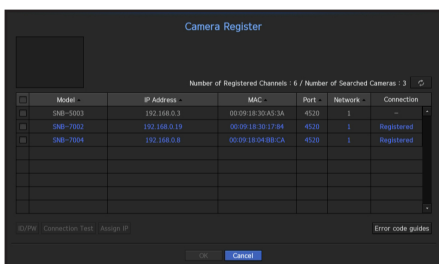 Camera Register
Number of Registered Channels : 6 / Number of Searched Cameras : 3
Model IP Address MAC Port Network Connection
SNB-5003 192.168.0.3 00:09:18:30:A5:3A 4520 1 -
SNB-7002 192.168.0.19 00:09:18:30:17:84 4520 1 Registered
SNB-7004 192.168.0.8 00:09:18:04:BB:CA 4520 1 Registered
ID/PW Connection Test Assign IP Error code guides
OK Cancel